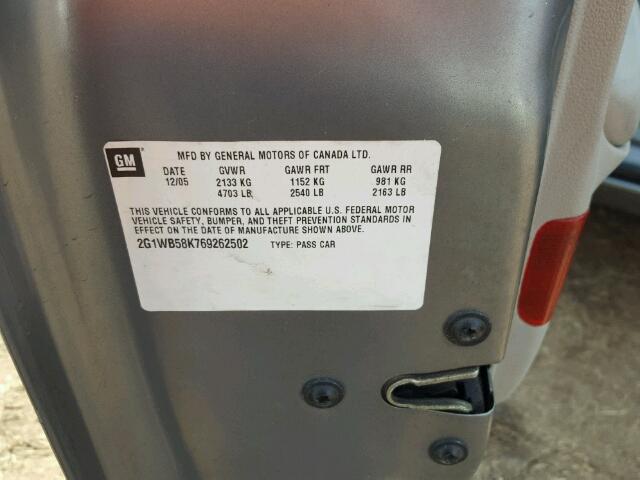 GM
MFD BY GENERAL MOTORS OF CANADA LTD.
DATE GVWR GAWR FRT GAWR RR
12/05 2133 KG 1152 KG 981 KG
4703 LB 2540 LB 2163 LB
THIS VEHICLE CONFORMS TO ALL APPLICABLE U.S. FEDERAL MOTOR
VEHICLE SAFETY, BUMPER, AND THEFT PREVENTION STANDARDS IN
EFFECT ON THE DATE OF MANUFACTURE SHOWN ABOVE.
2G1WB58K769262502 TYPE: PASS CAR